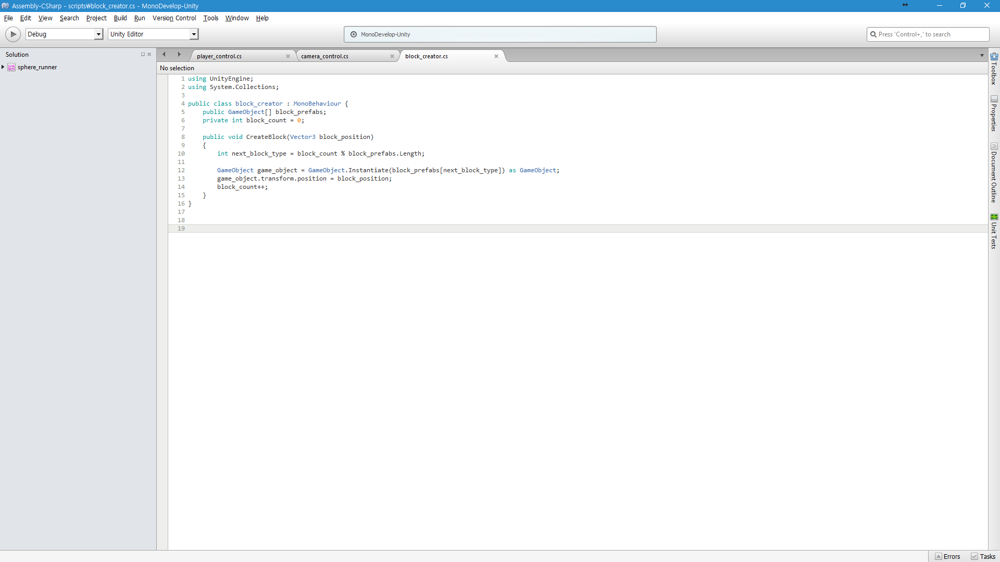 Assembly-CSharp - scripts₩block_creator.cs - MonoDevelop-Unity
File Edit View Search Project Build Run Version Control Tools Window Help
Debug Unity Editor MonoDevelop-Unity Press 'Control+,' to search
Solution
sphere_runner
player_control.cs camera_control.cs block_creator.cs
No selection
1 using UnityEngine;
2 using System.Collections;
3
4 public class block_creator : MonoBehaviour {
5     public GameObject[] block_prefabs;
6     private int block_count = 0;
7
8     public void CreateBlock(Vector3 block_position)
9     {
10         int next_block_type = block_count % block_prefabs.Length;
11
12         GameObject game_object = GameObject.Instantiate(block_prefabs[next_block_type]) as GameObject;
13         game_object.transform.position = block_position;
14         block_count++;
15     }
16 }
17
18
19
Toolbox
Properties
Document Outline
Unit Tests
Errors Tasks